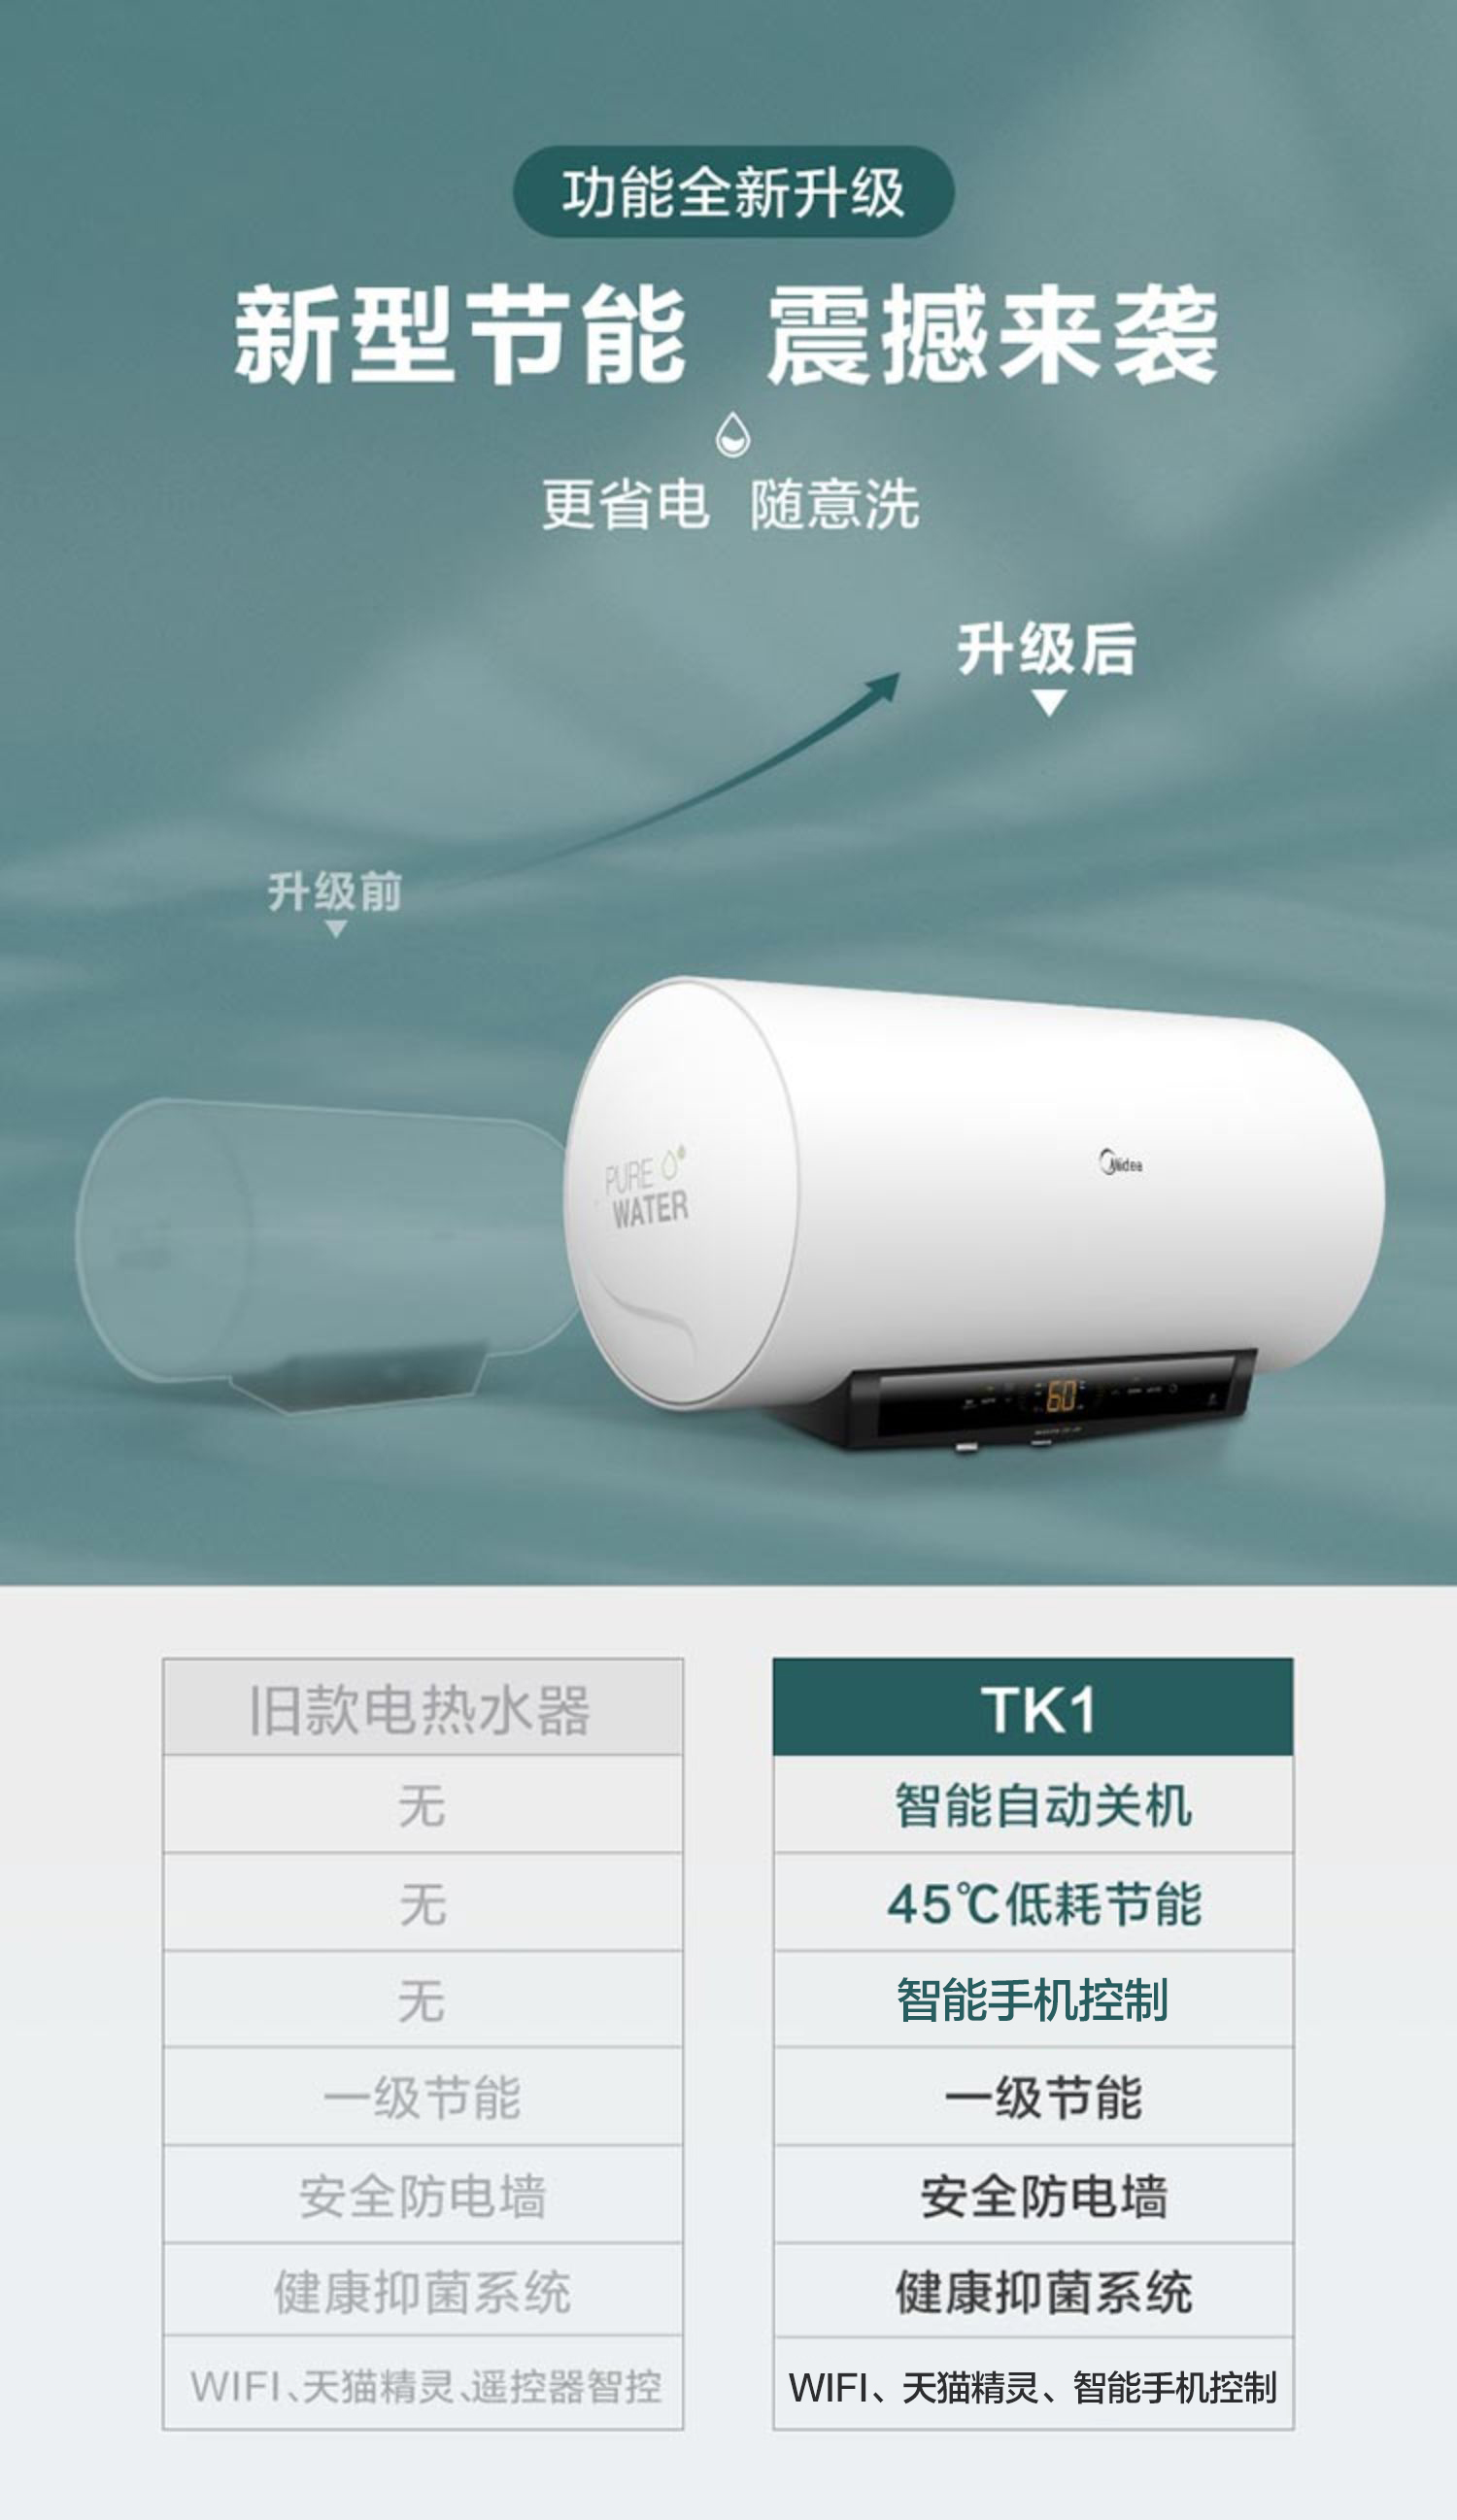 功能全新升级
新型节能 震撼来袭
更省电 随意洗
升级后
升级前
PURE
WATER
Midea
60
旧款电热水器
TK1
无
智能自动关机
无
45℃低耗节能
无
智能手机控制
一级节能
一级节能
安全防电墙
安全防电墙
健康抑菌系统
健康抑菌系统
WIFI、天猫精灵、遥控器智控
WIFI、天猫精灵、智能手机控制